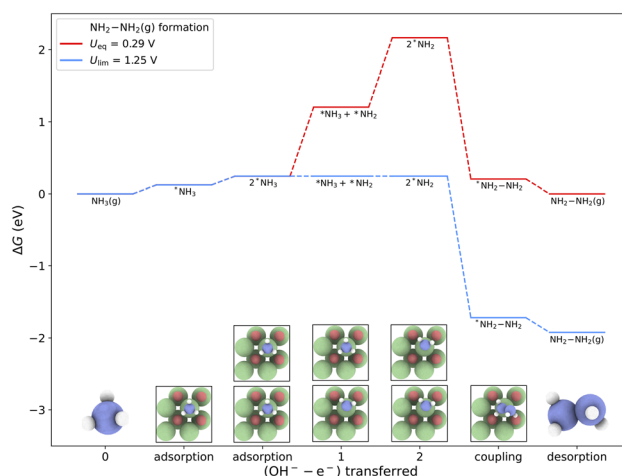 NH₂−NH₂(g) formation
U_eq = 0.29 V
U_lim = 1.25 V
2
1
0
−1
−2
−3
ΔG (eV)
2*NH₂
*NH₃ + *NH₂
NH₃(g)
*NH₃
2*NH₃
*NH₃ + *NH₂
2*NH₂
*NH₂−NH₂
NH₂−NH₂(g)
*NH₂−NH₂
NH₂−NH₂(g)
0
adsorption
adsorption
1
2
coupling
desorption
(OH⁻ − e⁻) transferred